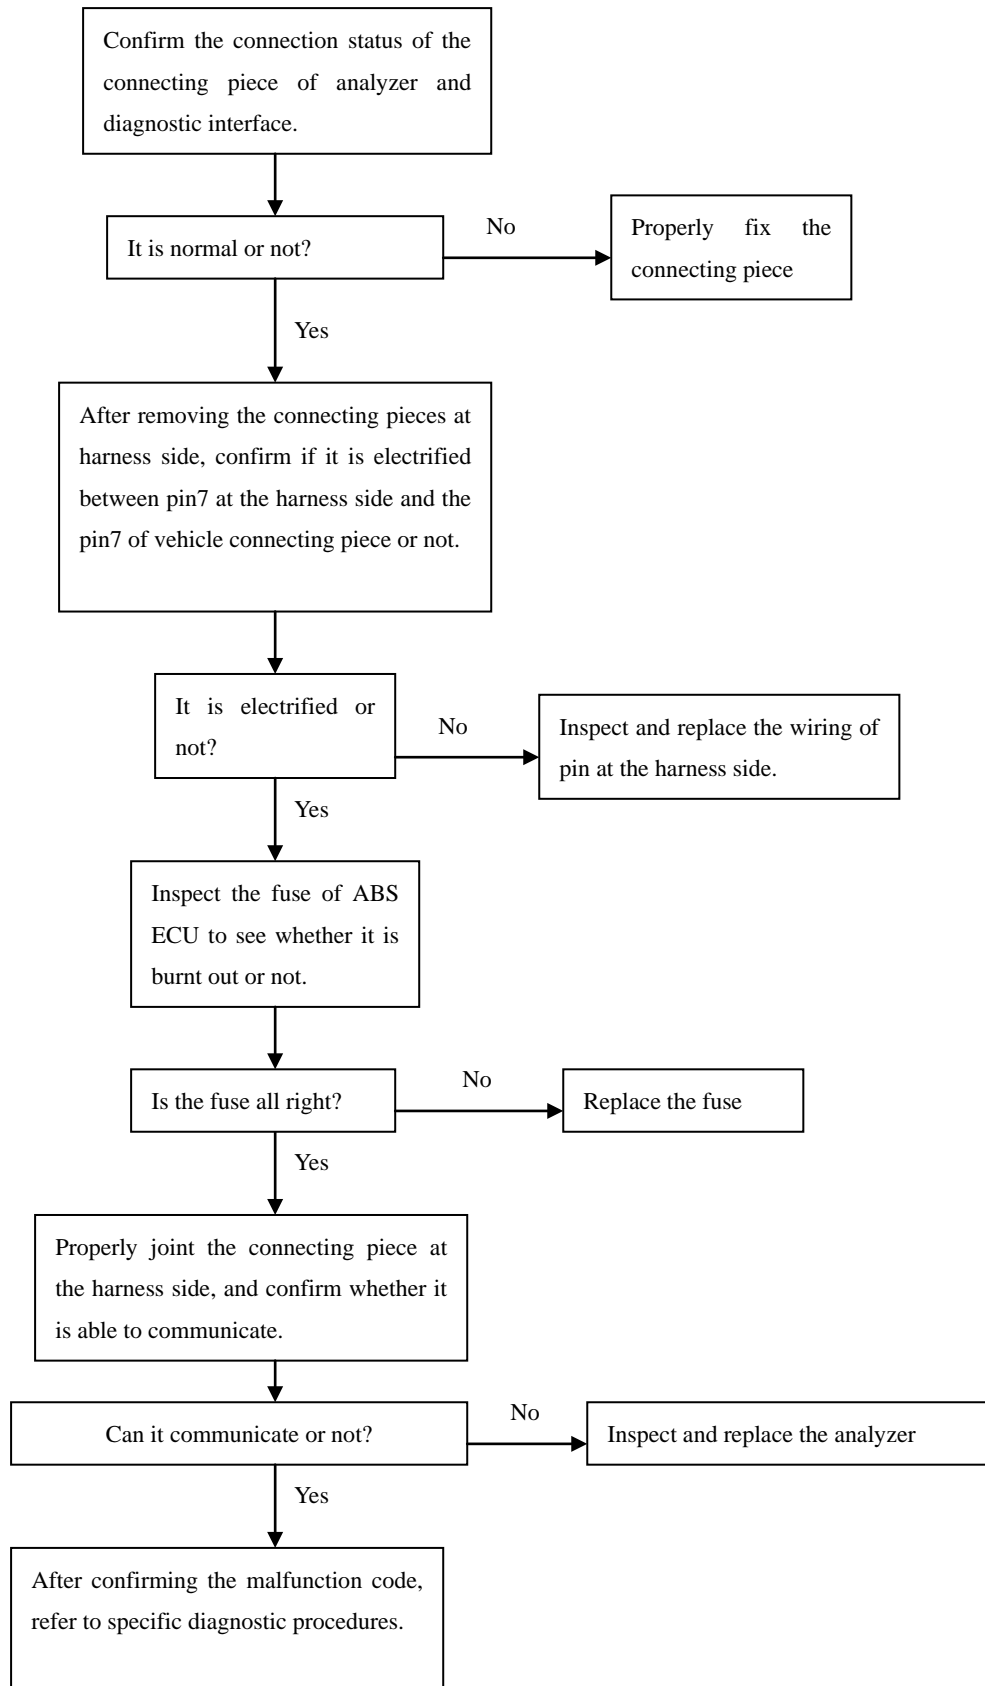 Confirm the connection status of the
connecting piece of analyzer and
diagnostic interface.
It is normal or not?
No
Properly fix the
connecting piece
Yes
After removing the connecting pieces at
harness side, confirm if it is electrified
between pin7 at the harness side and the
pin7 of vehicle connecting piece or not.
It is electrified or
not?
No
Inspect and replace the wiring of
pin at the harness side.
Yes
Inspect the fuse of ABS
ECU to see whether it is
burnt out or not.
Is the fuse all right?
No
Replace the fuse
Yes
Properly joint the connecting piece at
the harness side, and confirm whether it
is able to communicate.
Can it communicate or not?
No
Inspect and replace the analyzer
Yes
After confirming the malfunction code,
refer to specific diagnostic procedures.